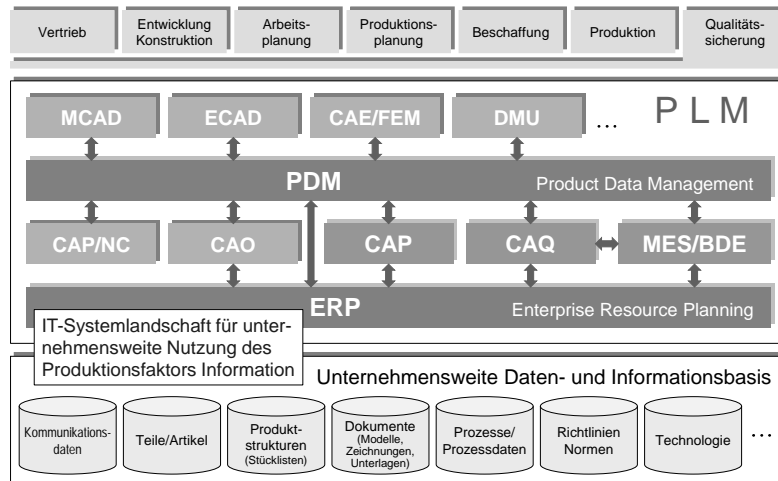 Vertrieb
Entwicklung
Konstruktion
Arbeits-
planung
Produktions-
planung
Beschaffung
Produktion
Qualitäts-
sicherung
MCAD
ECAD
CAE/FEM
DMU
...
PLM
PDM
Product Data Management
CAP/NC
CAO
CAP
CAQ
MES/BDE
ERP
Enterprise Resource Planning
IT-Systemlandschaft für unter-
nehmensweite Nutzung des
Produktionsfaktors Information
Unternehmensweite Daten- und Informationsbasis
Kommunikations-
daten
Teile/Artikel
Produkt-
strukturen
(Stücklisten)
Dokumente
(Modelle,
Zeichnungen,
Unterlagen)
Prozesse/
Prozessdaten
Richtlinien
Normen
Technologie
...